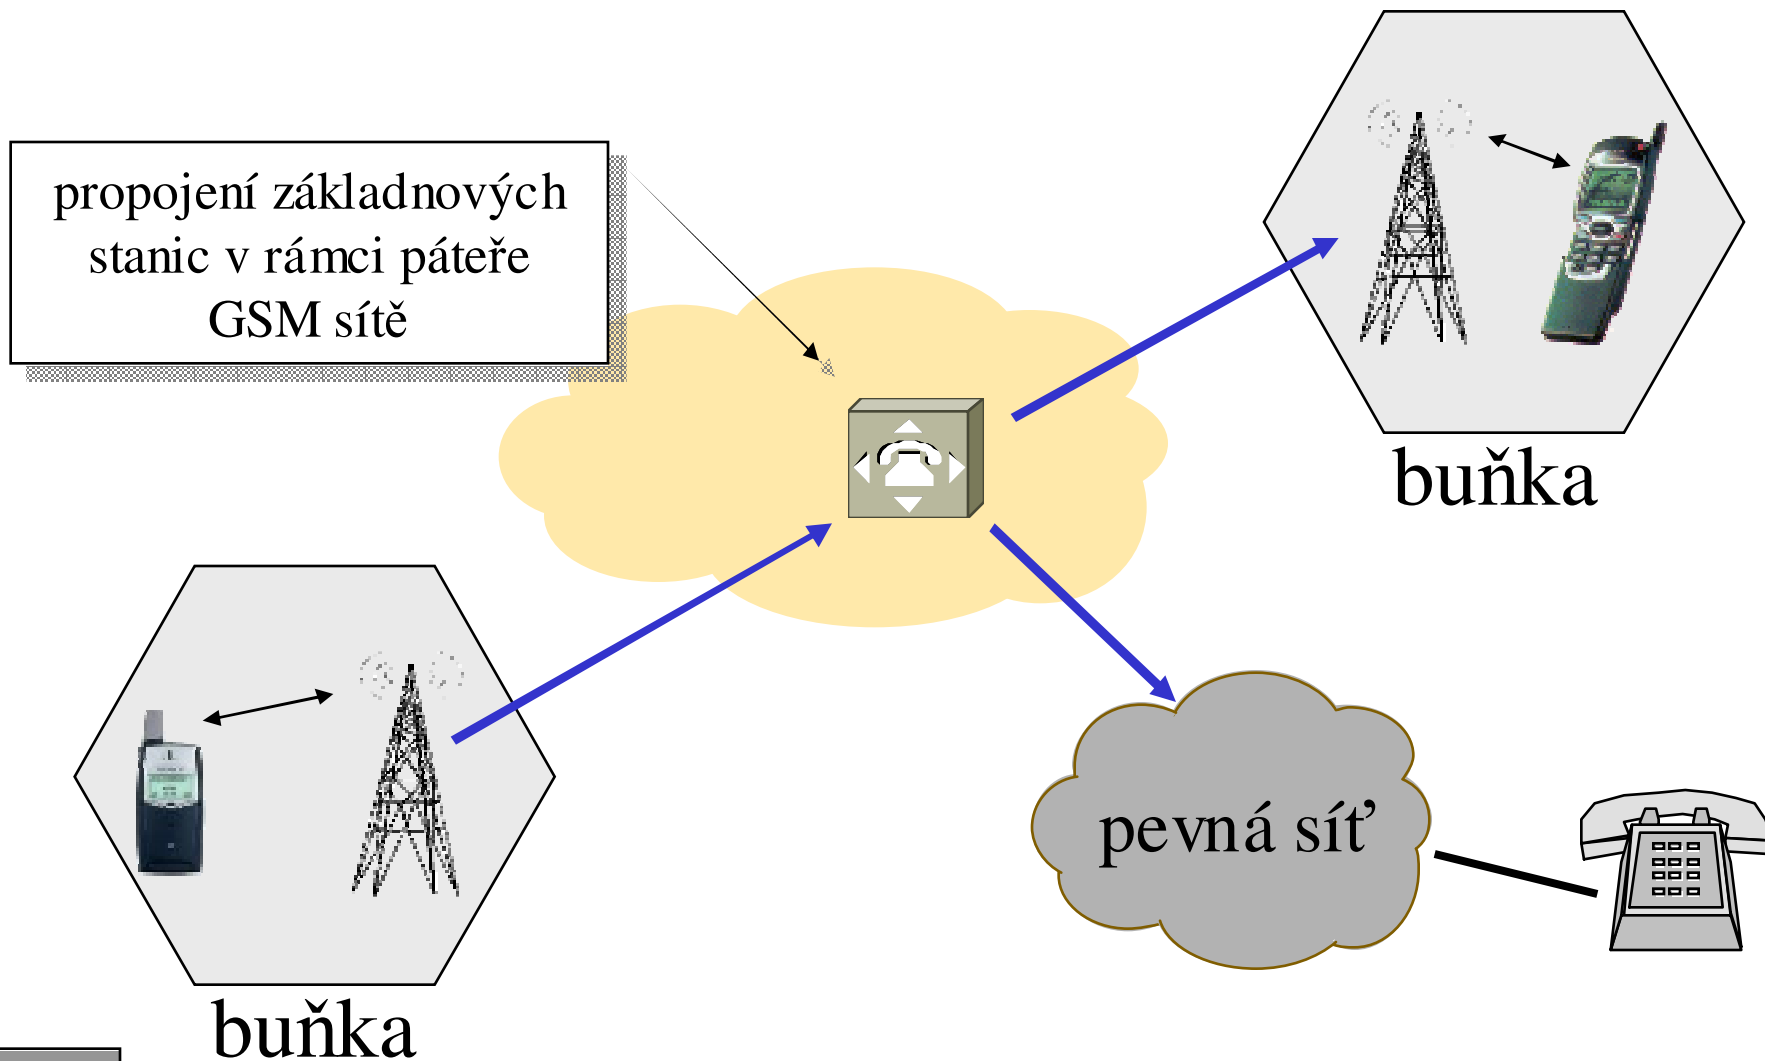 propojení základnových
stanic v rámci páteře
GSM sítě
buňka
pevná síť
buňka